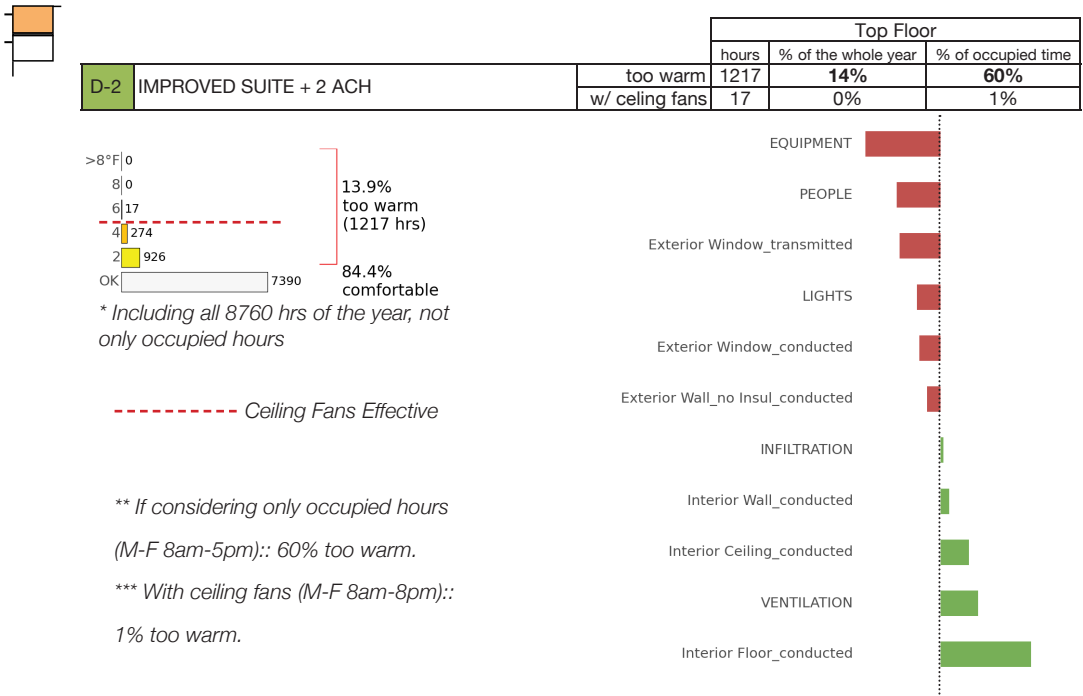 Top Floor
hours % of the whole year % of occupied time
D-2 IMPROVED SUITE + 2 ACH too warm 1217 14% 60%
w/ celing fans 17 0% 1%
>8°F 0
8 0
6 17
4 274
2 926
OK 7390
13.9%
too warm
(1217 hrs)
84.4%
comfortable
* Including all 8760 hrs of the year, not
only occupied hours
Ceiling Fans Effective
** If considering only occupied hours
(M-F 8am-5pm):: 60% too warm.
*** With ceiling fans (M-F 8am-8pm)::
1% too warm.
EQUIPMENT
PEOPLE
Exterior Window_transmitted
LIGHTS
Exterior Window_conducted
Exterior Wall_no Insul_conducted
INFILTRATION
Interior Wall_conducted
Interior Ceiling_conducted
VENTILATION
Interior Floor_conducted